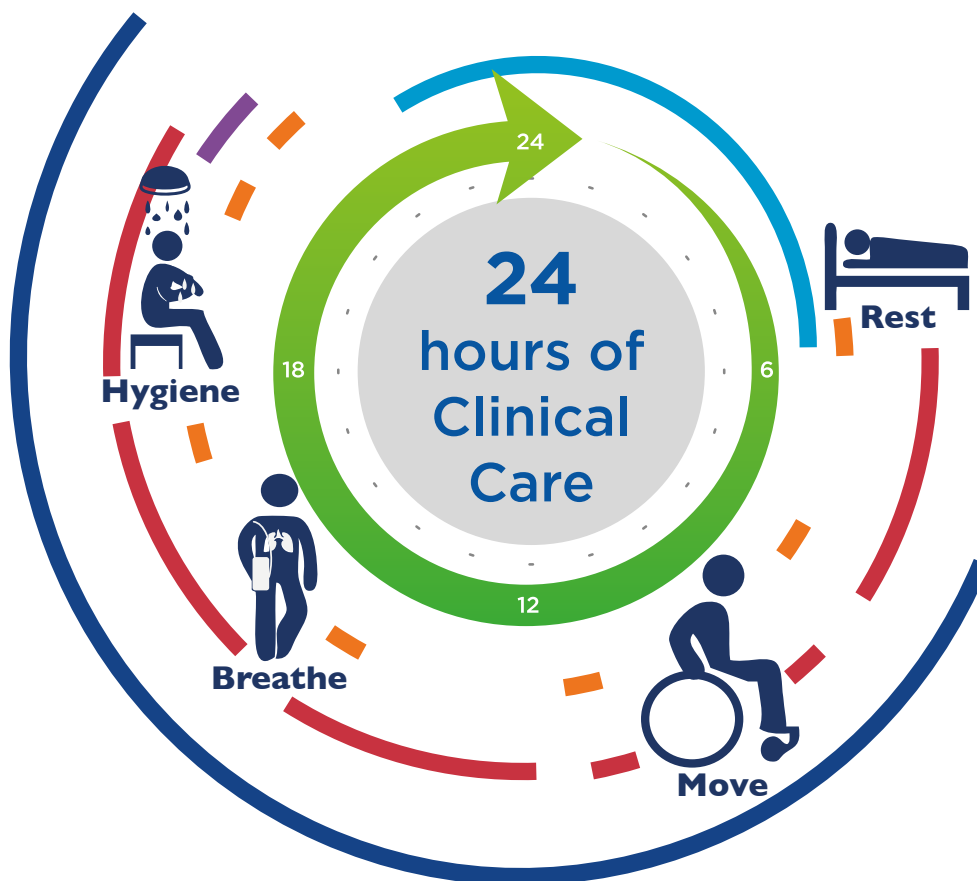 24
24
hours of
Clinical
Care
6
12
18
Rest
Move
Breathe
Hygiene